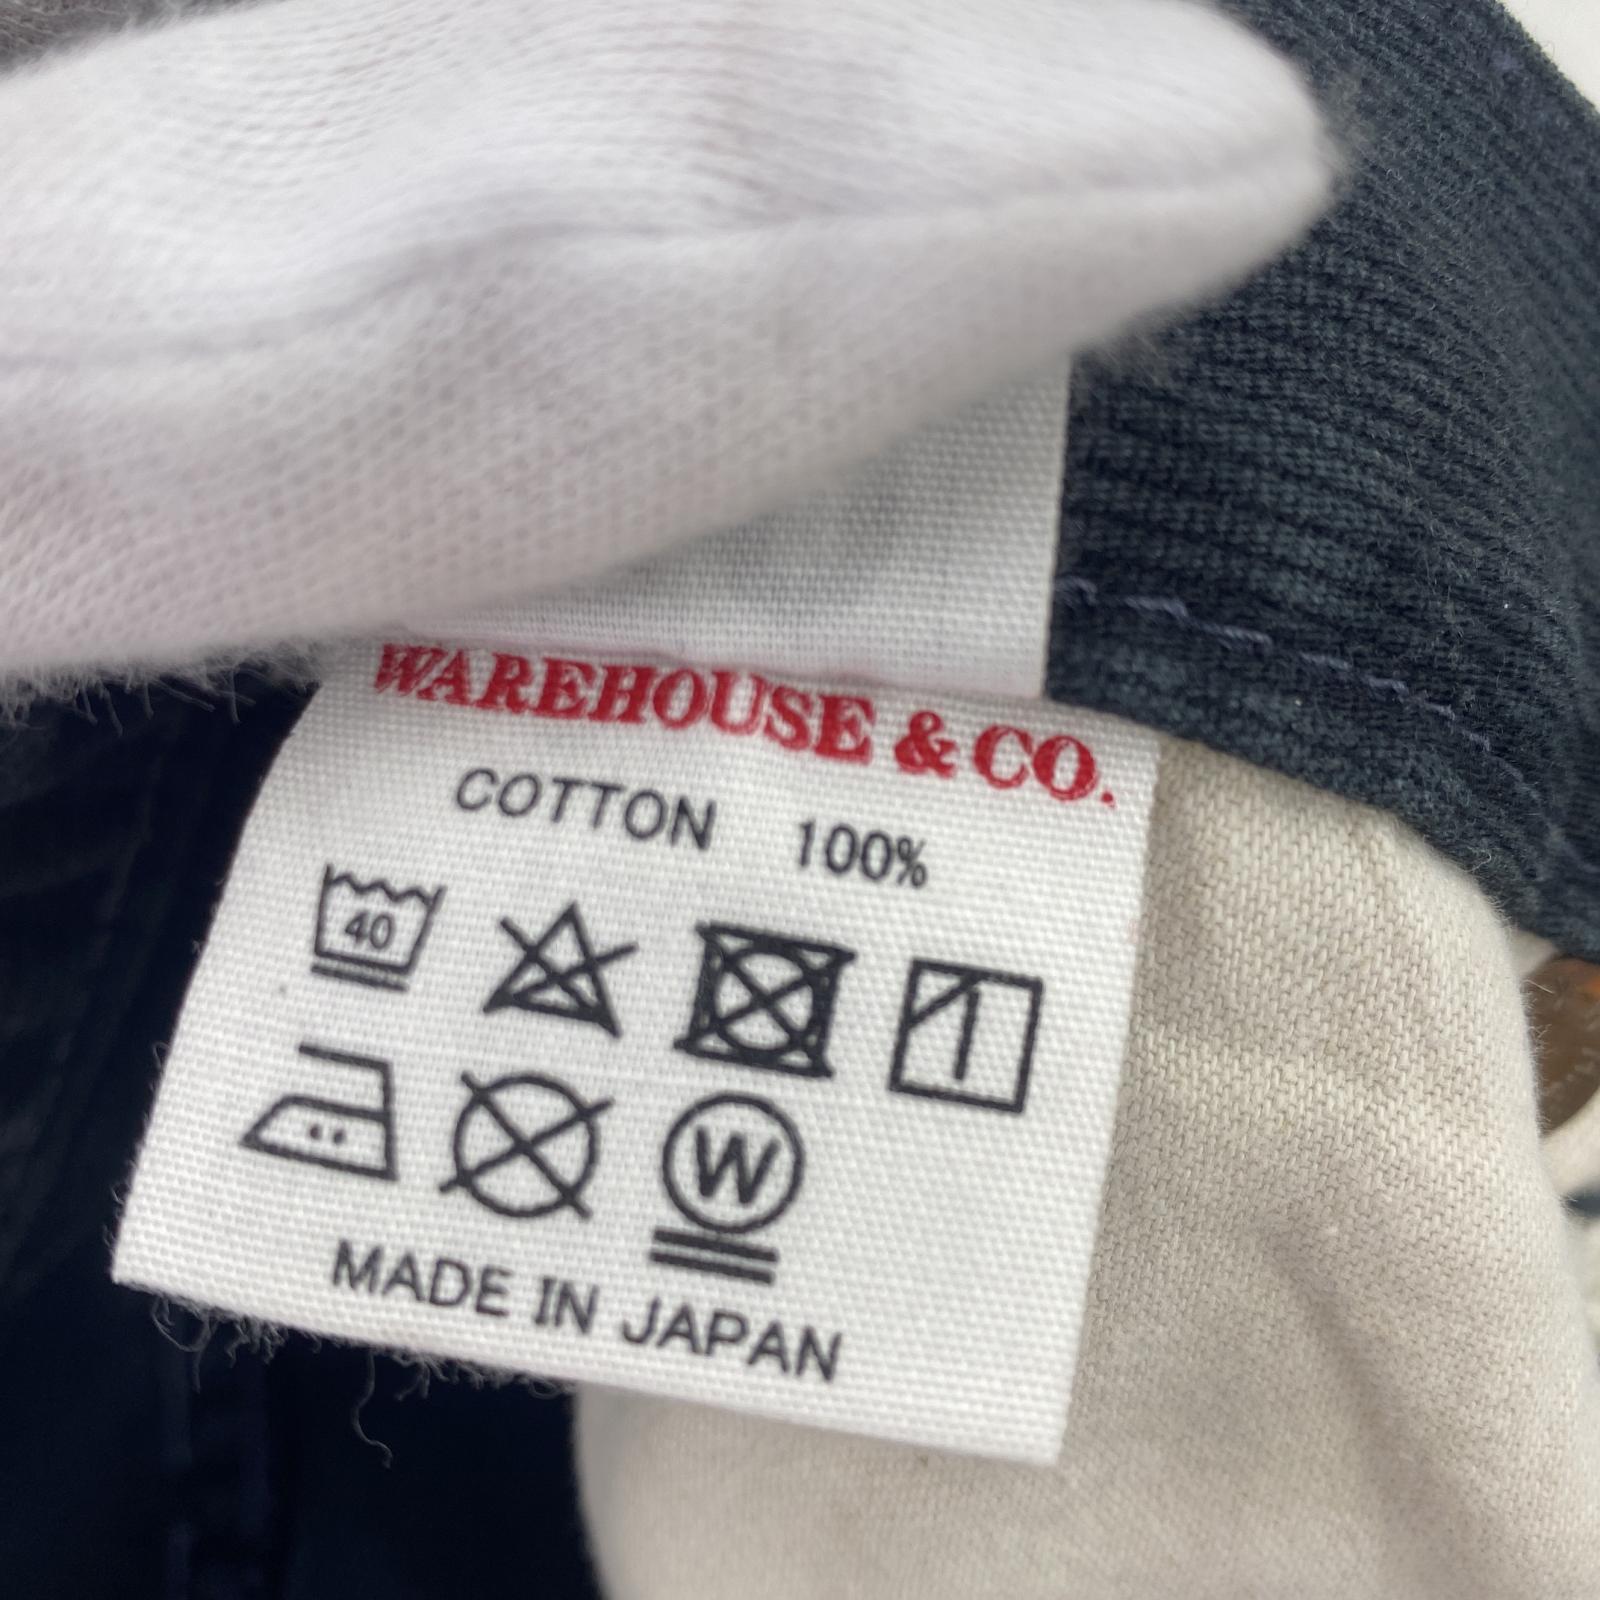 WAREHOUSE & CO.
COTTON 100%
40
W
MADE IN JAPAN